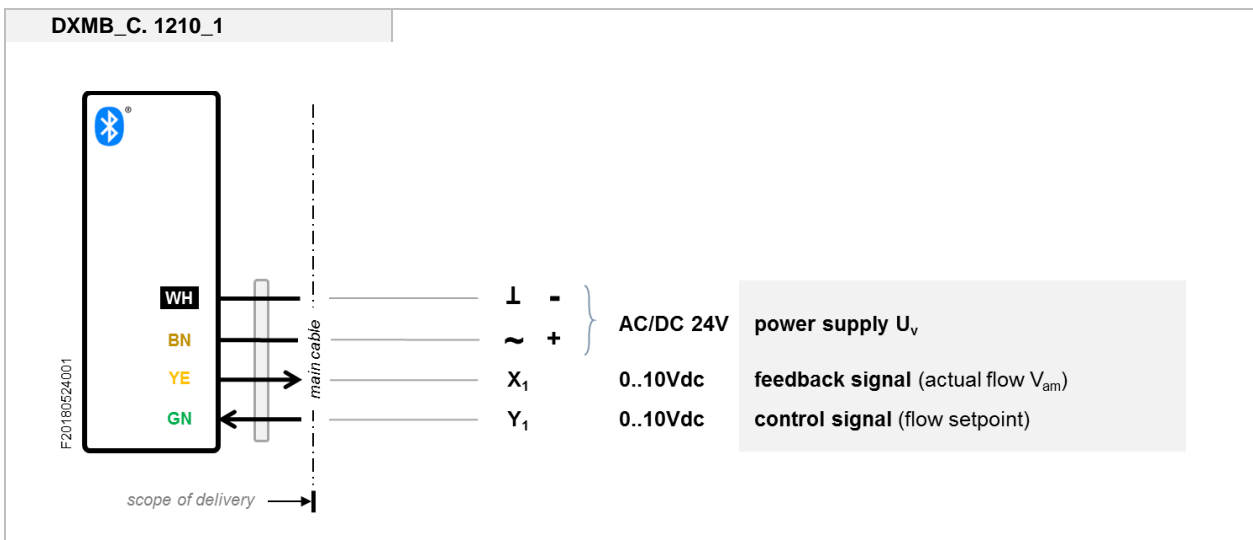 DXMB_C. 1210_1
®
WH ⊥ -
BN ~ + AC/DC 24V power supply Uᵥ
YE X₁ 0..10Vdc feedback signal (actual flow Vₐₘ)
GN Y₁ 0..10Vdc control signal (flow setpoint)
main cable
F20180524001
scope of delivery